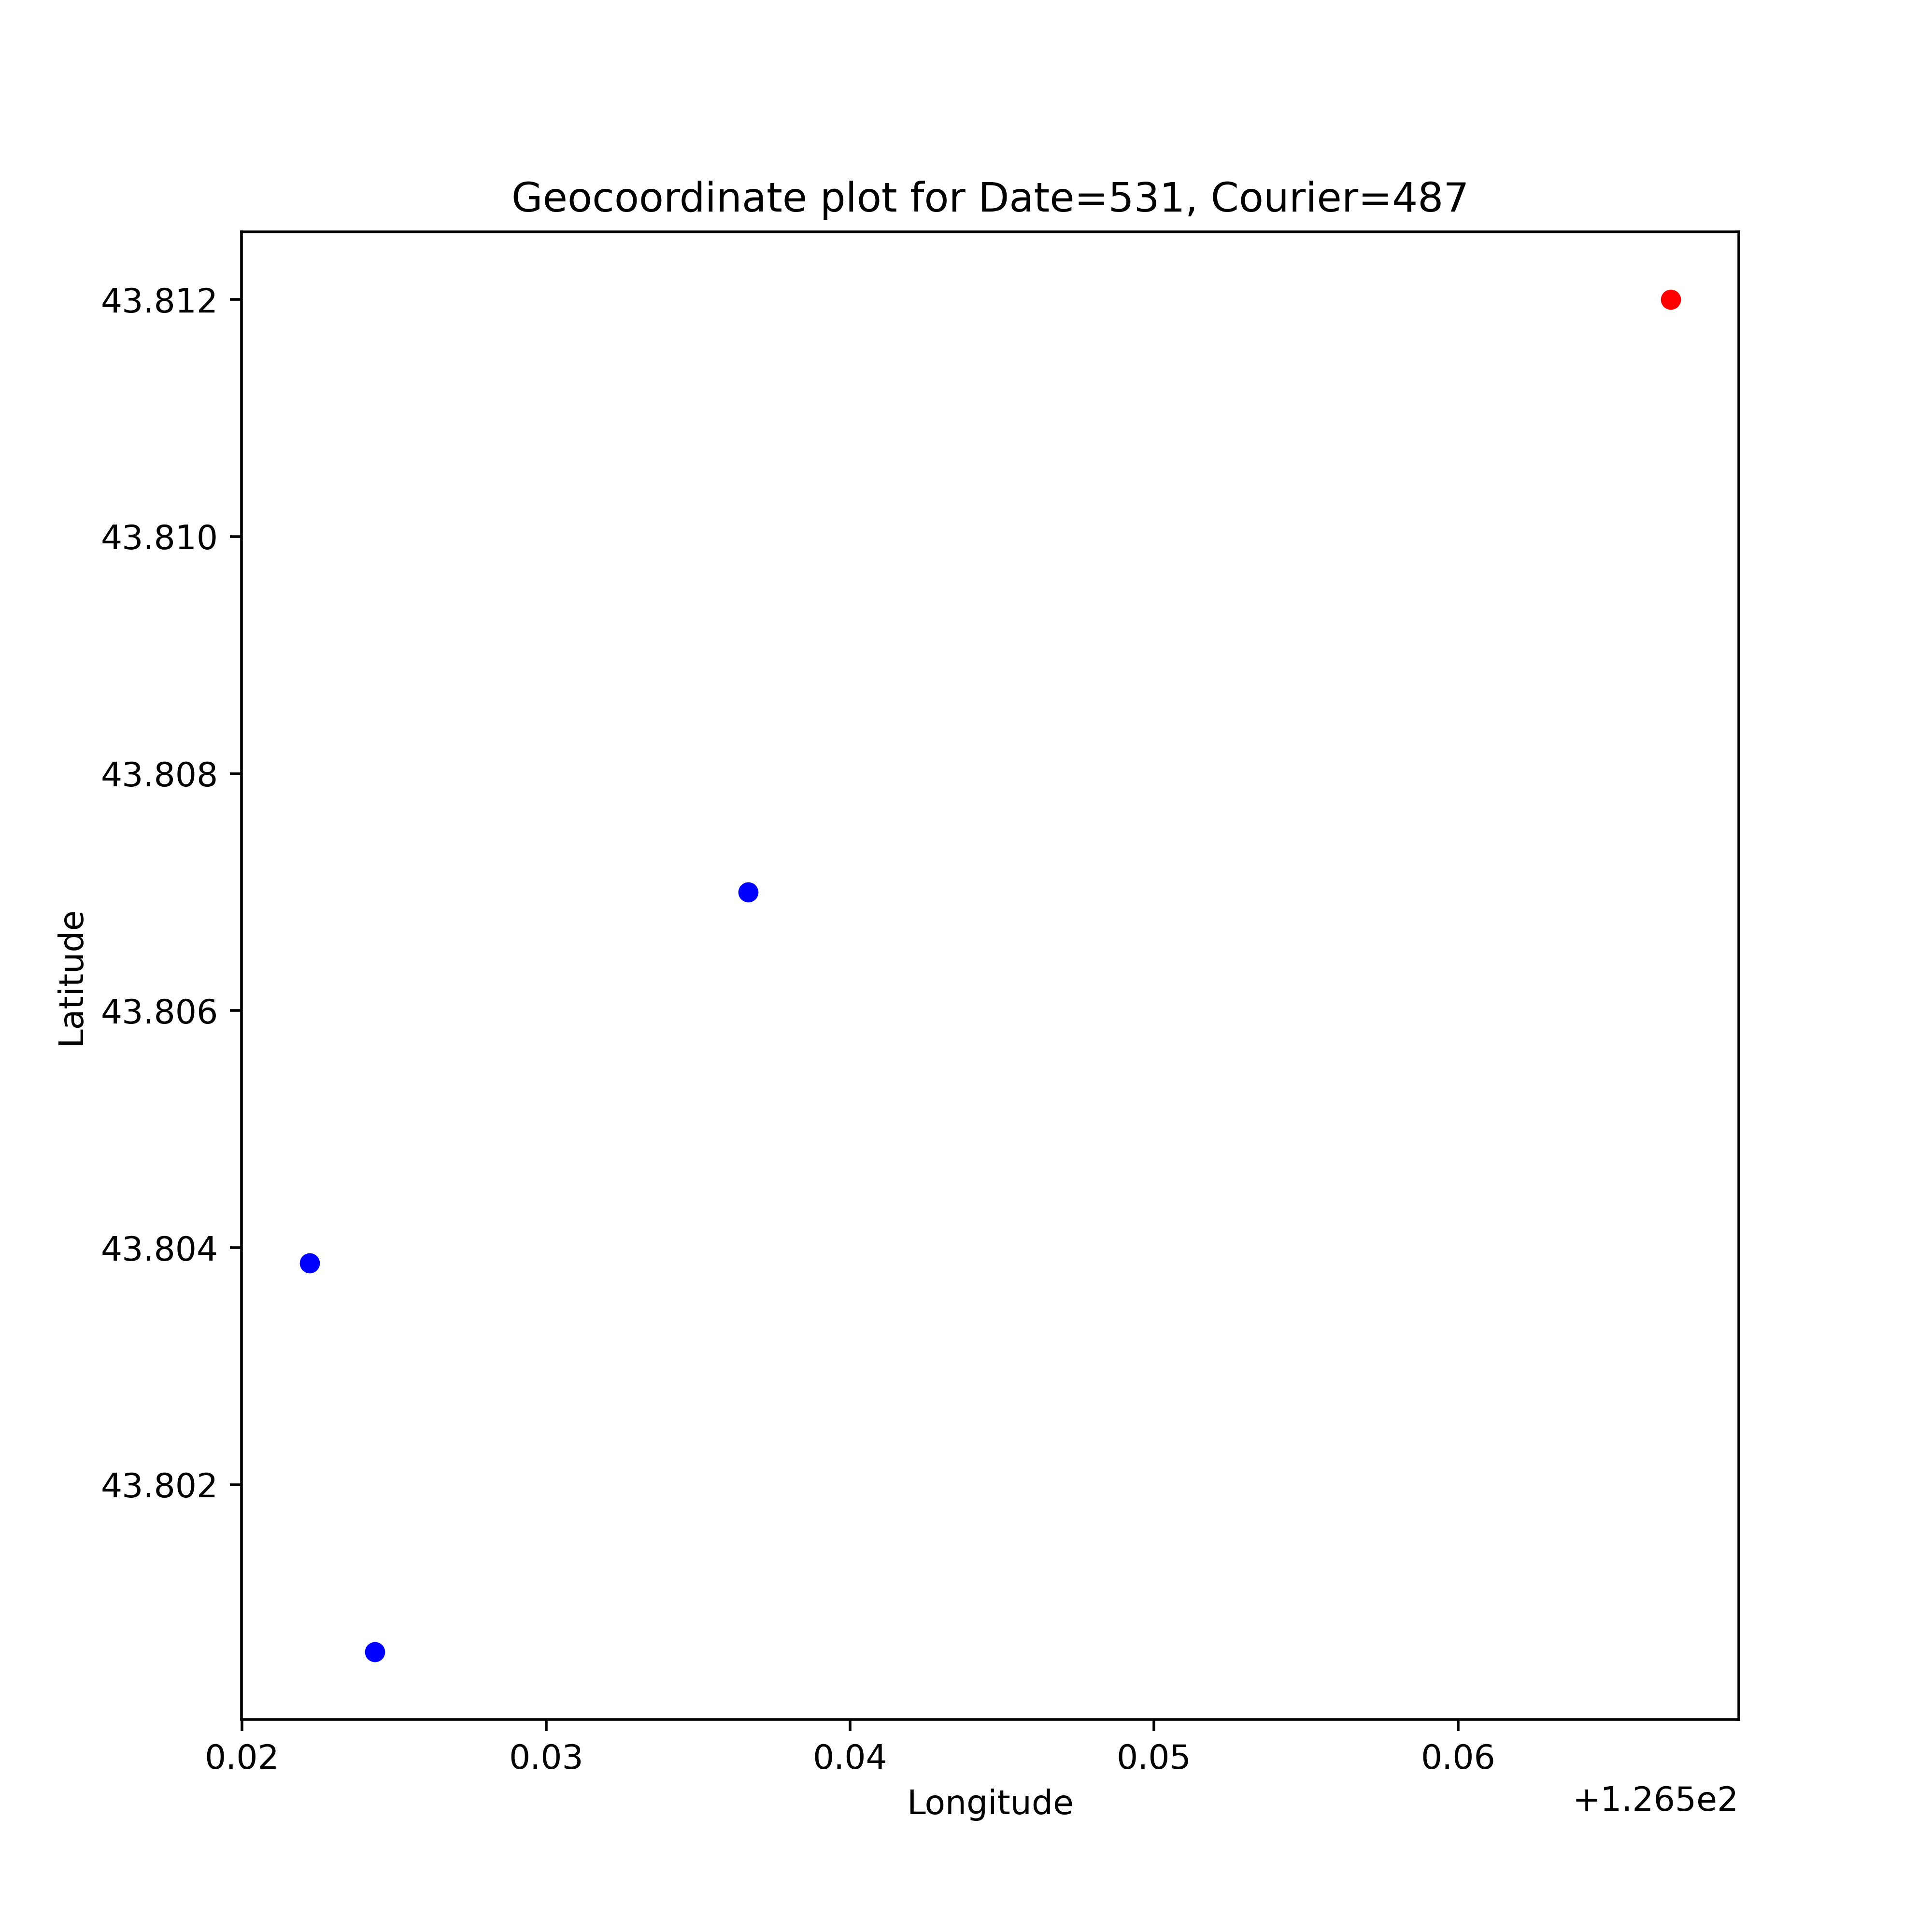 Geocoordinate plot for Date=531, Courier=487
43.812
43.810
43.808
43.806
43.804
43.802
Latitude
0.02 0.03 0.04 0.05 0.06
Longitude
+1.265e2